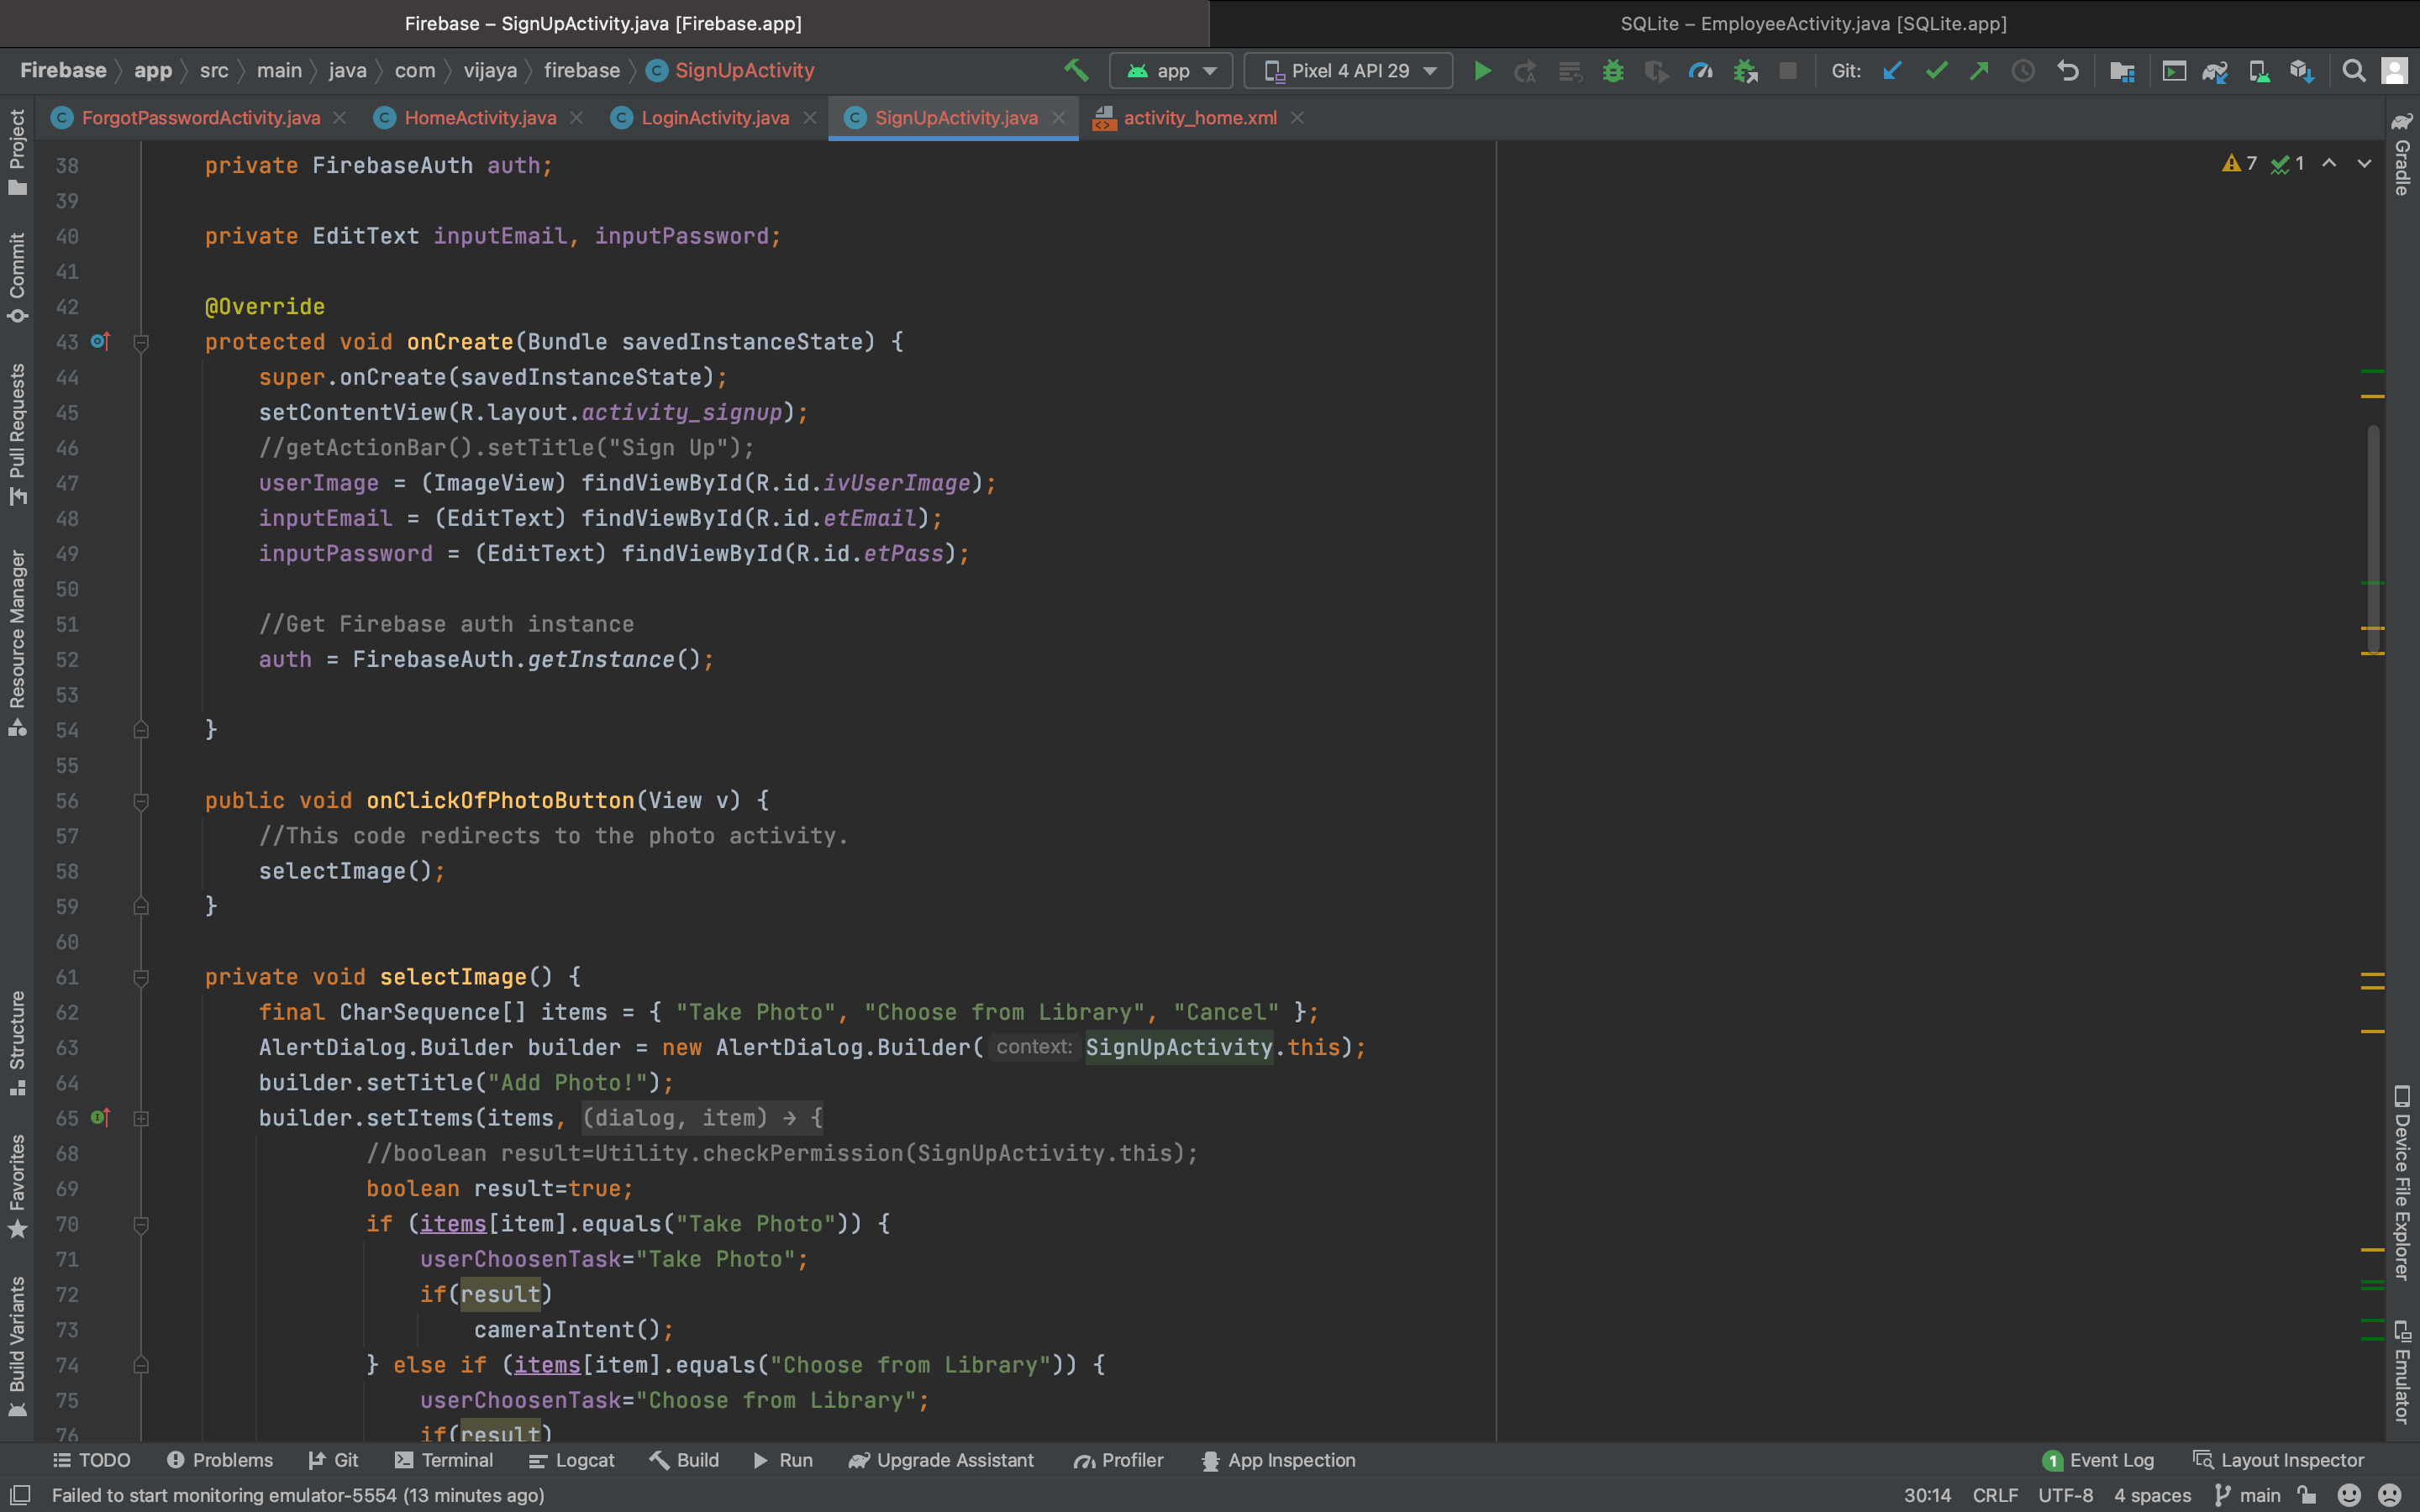 Firebase – SignUpActivity.java [Firebase.app]
SQLite – EmployeeActivity.java [SQLite.app]
Firebase app src main java com vijaya firebase SignUpActivity
app
Pixel 4 API 29
Git:
ForgotPasswordActivity.java
HomeActivity.java
LoginActivity.java
SignUpActivity.java
activity_home.xml
7 1
Project
Commit
Pull Requests
Resource Manager
Structure
Favorites
Build Variants
38 private FirebaseAuth auth;
39
40 private EditText inputEmail, inputPassword;
41
42 @Override
43 protected void onCreate(Bundle savedInstanceState) {
44 super.onCreate(savedInstanceState);
45 setContentView(R.layout.activity_signup);
46 //getActionBar().setTitle("Sign Up");
47 userImage = (ImageView) findViewById(R.id.ivUserImage);
48 inputEmail = (EditText) findViewById(R.id.etEmail);
49 inputPassword = (EditText) findViewById(R.id.etPass);
50
51 //Get Firebase auth instance
52 auth = FirebaseAuth.getInstance();
53
54 }
55
56 public void onClickOfPhotoButton(View v) {
57 //This code redirects to the photo activity.
58 selectImage();
59 }
60
61 private void selectImage() {
62 final CharSequence[] items = { "Take Photo", "Choose from Library", "Cancel" };
63 AlertDialog.Builder builder = new AlertDialog.Builder( context: SignUpActivity.this);
64 builder.setTitle("Add Photo!");
65 builder.setItems(items, (dialog, item) → {
68 //boolean result=Utility.checkPermission(SignUpActivity.this);
69 boolean result=true;
70 if (items[item].equals("Take Photo")) {
71 userChoosenTask="Take Photo";
72 if(result)
73 cameraIntent();
74 } else if (items[item].equals("Choose from Library")) {
75 userChoosenTask="Choose from Library";
76 if(result)
Gradle
Device File Explorer
Emulator
TODO Problems Git Terminal Logcat Build Run Upgrade Assistant Profiler App Inspection
1 Event Log Layout Inspector
Failed to start monitoring emulator-5554 (13 minutes ago)
30:14 CRLF UTF-8 4 spaces main